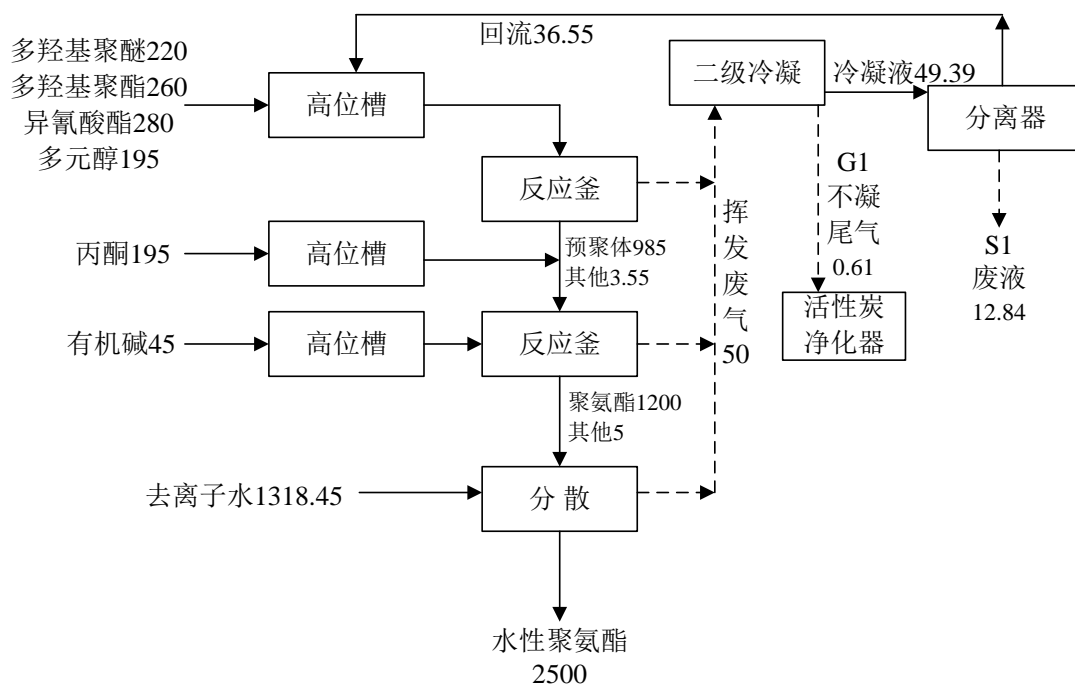 回流36.55
多羟基聚醚220
多羟基聚酯260
异氰酸酯280
多元醇195
高位槽
二级冷凝
冷凝液49.39
分离器
反应釜
G1
不凝
尾气
0.61
S1
废液
12.84
挥
发
废
气
50
丙酮195
高位槽
预聚体985
其他3.55
活性炭
净化器
有机碱45
高位槽
反应釜
聚氨酯1200
其他5
去离子水1318.45
分 散
水性聚氨酯
2500